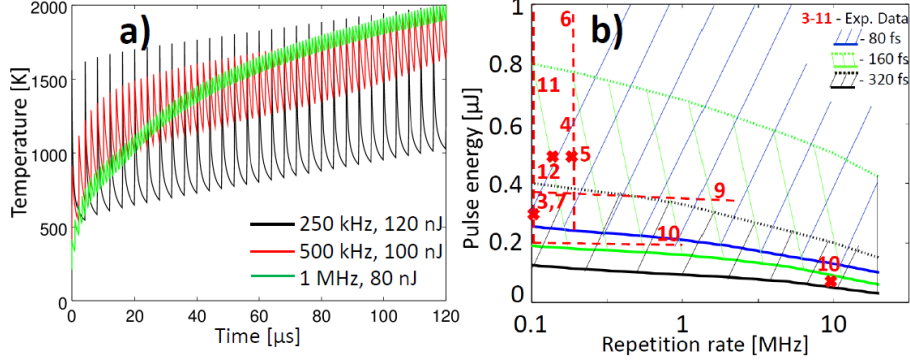 a)
Temperature [K]
2000
1500
1000
500
0
0 20 40 60 80 100 120
Time [µs]
250 kHz, 120 nJ
500 kHz, 100 nJ
1 MHz, 80 nJ
b)
Pulse energy [µJ]
1
0.8
0.6
0.4
0.2
0
0.1 1 10
Repetition rate [MHz]
3-11 - Exp. Data
- 80 fs
- 160 fs
- 320 fs
6
11
4
5
12
9
3,7
10
10